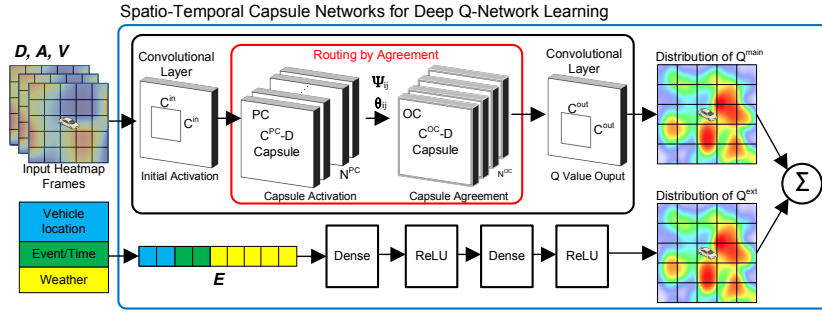 Spatio-Temporal Capsule Networks for Deep Q-Network Learning
D, A, V
Input Heatmap
Frames
Convolutional
Layer
C^in
C^in
Initial Activation
Routing by Agreement
PC
C^PC-D
Capsule
N^PC
Capsule Activation
Ψij
θij
OC
C^OC-D
Capsule
N^OC
Capsule Agreement
Convolutional
Layer
C^out
C^out
Q Value Ouput
Distribution of Q^main
Σ
Vehicle
location
Event/Time
Weather
E
Dense
ReLU
Dense
ReLU
Distribution of Q^ext